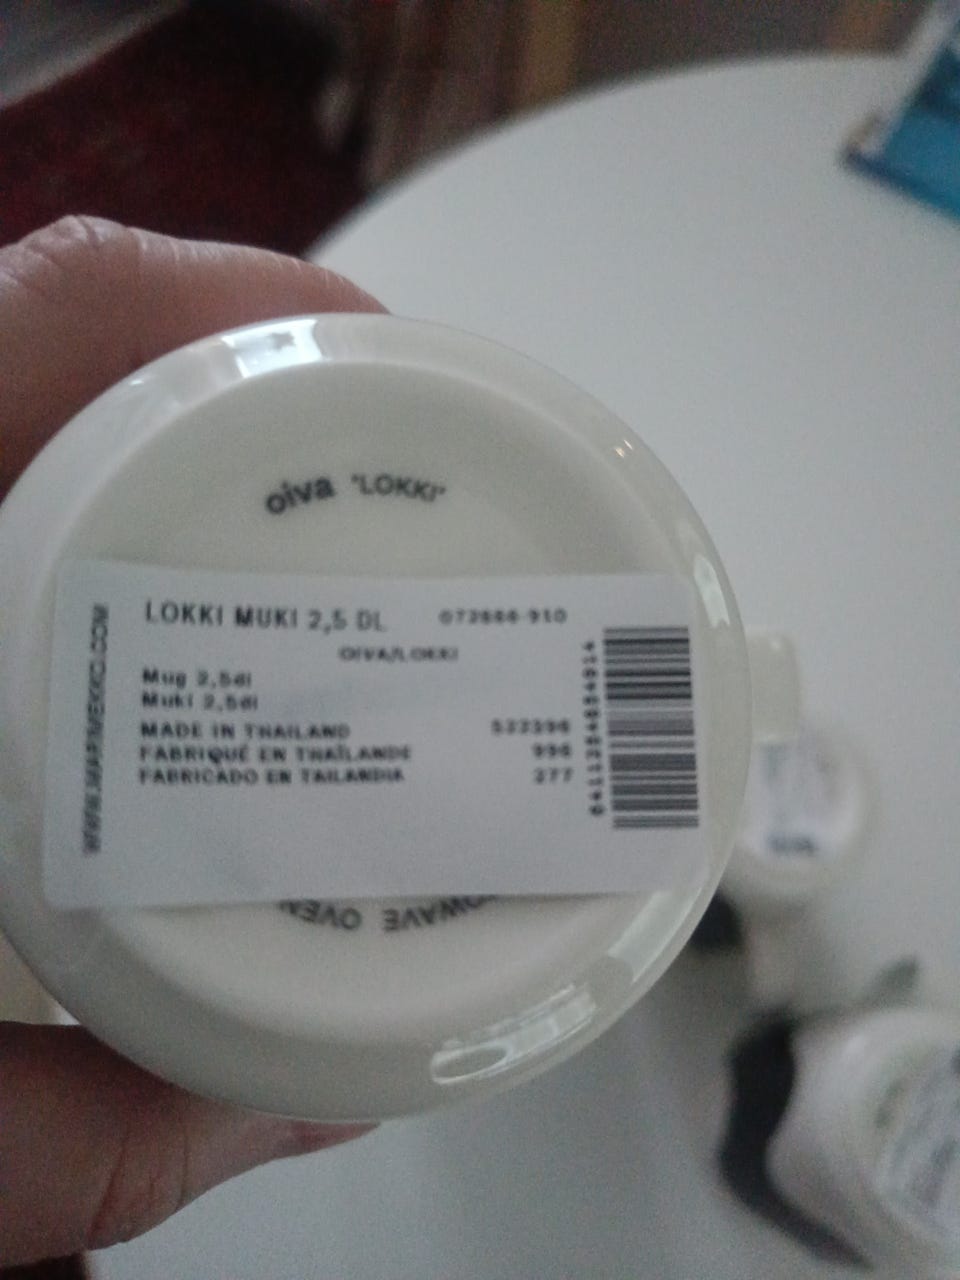 oiva "LOKKI"
LOKKI MUKI 2,5 DL
OIVA/LOKKI
Mug 2,5dl
Muki 2,5dl
MADE IN THAILAND
FABRIQUÉ EN THAÏLANDE 996
FABRICADO EN TAILANDIA 277
WWW.MARIMEKKO.COM
OVEN